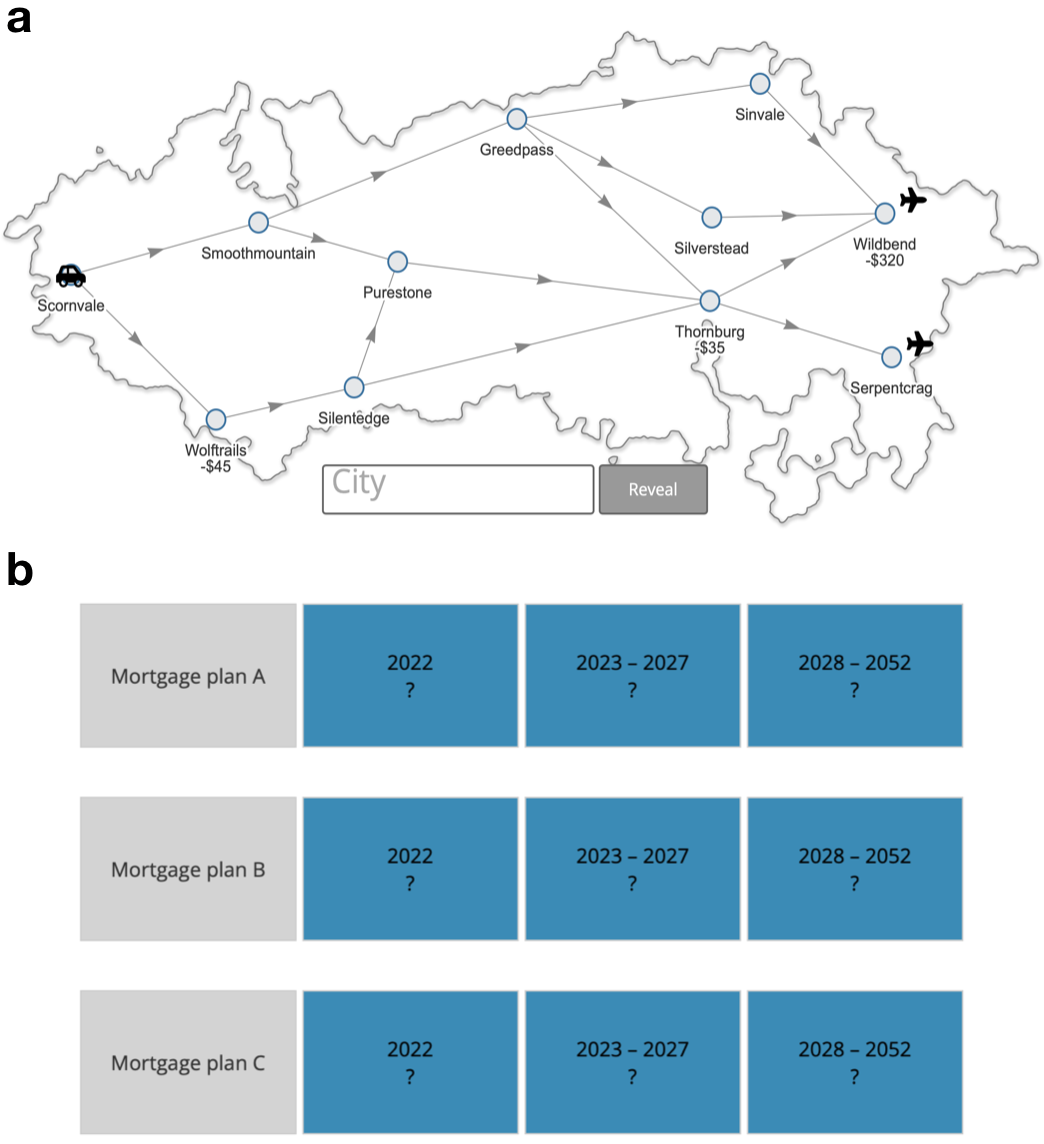 a
Sinvale
Greedpass
Silverstead
Wildbend
-$320
Smoothmountain
Purestone
Scornvale
Thornburg
-$35
Serpentcrag
Silentedge
Wolftrails
-$45
City
Reveal
b
Mortgage plan A
2022
?
2023 – 2027
?
2028 – 2052
?
Mortgage plan B
2022
?
2023 – 2027
?
2028 – 2052
?
Mortgage plan C
2022
?
2023 – 2027
?
2028 – 2052
?